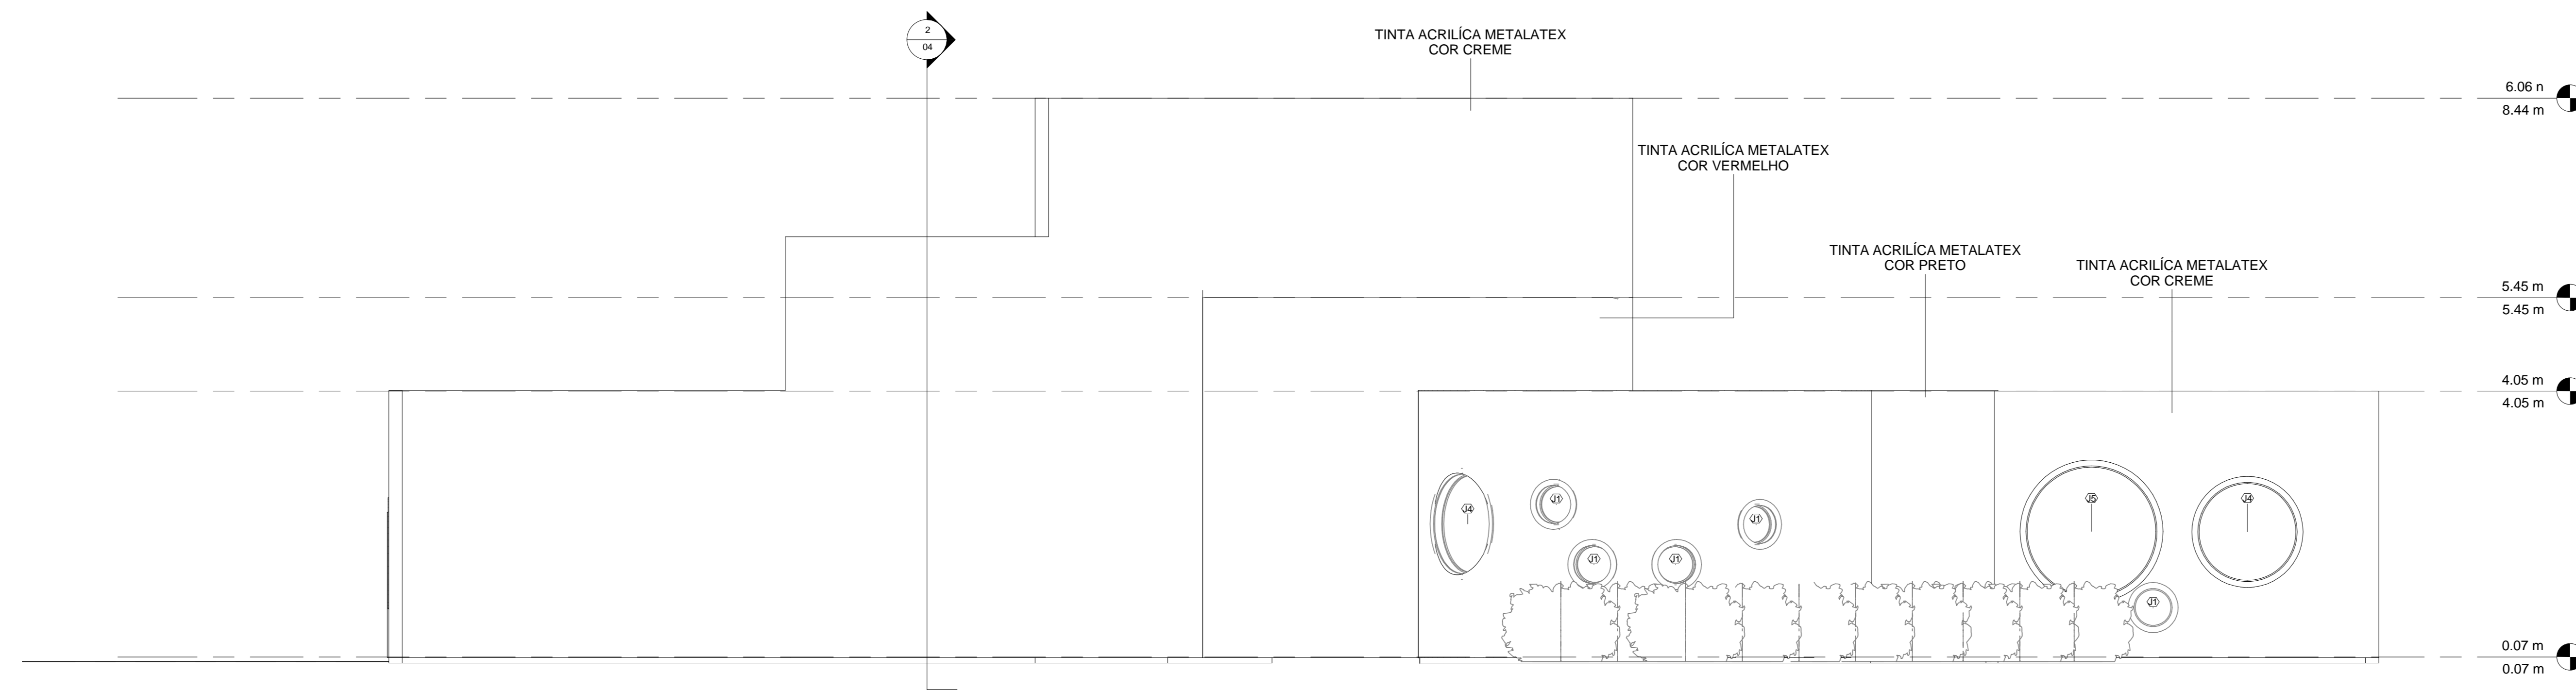 2
04
TINTA ACRILÍCA METALATEX
COR CREME
6.06 n
8.44 m
TINTA ACRILÍCA METALATEX
COR VERMELHO
TINTA ACRILÍCA METALATEX
COR PRETO
TINTA ACRILÍCA METALATEX
COR CREME
5.45 m
5.45 m
4.05 m
4.05 m
J4
J1
J1
J1
J1
J5
J4
J1
0.07 m
0.07 m